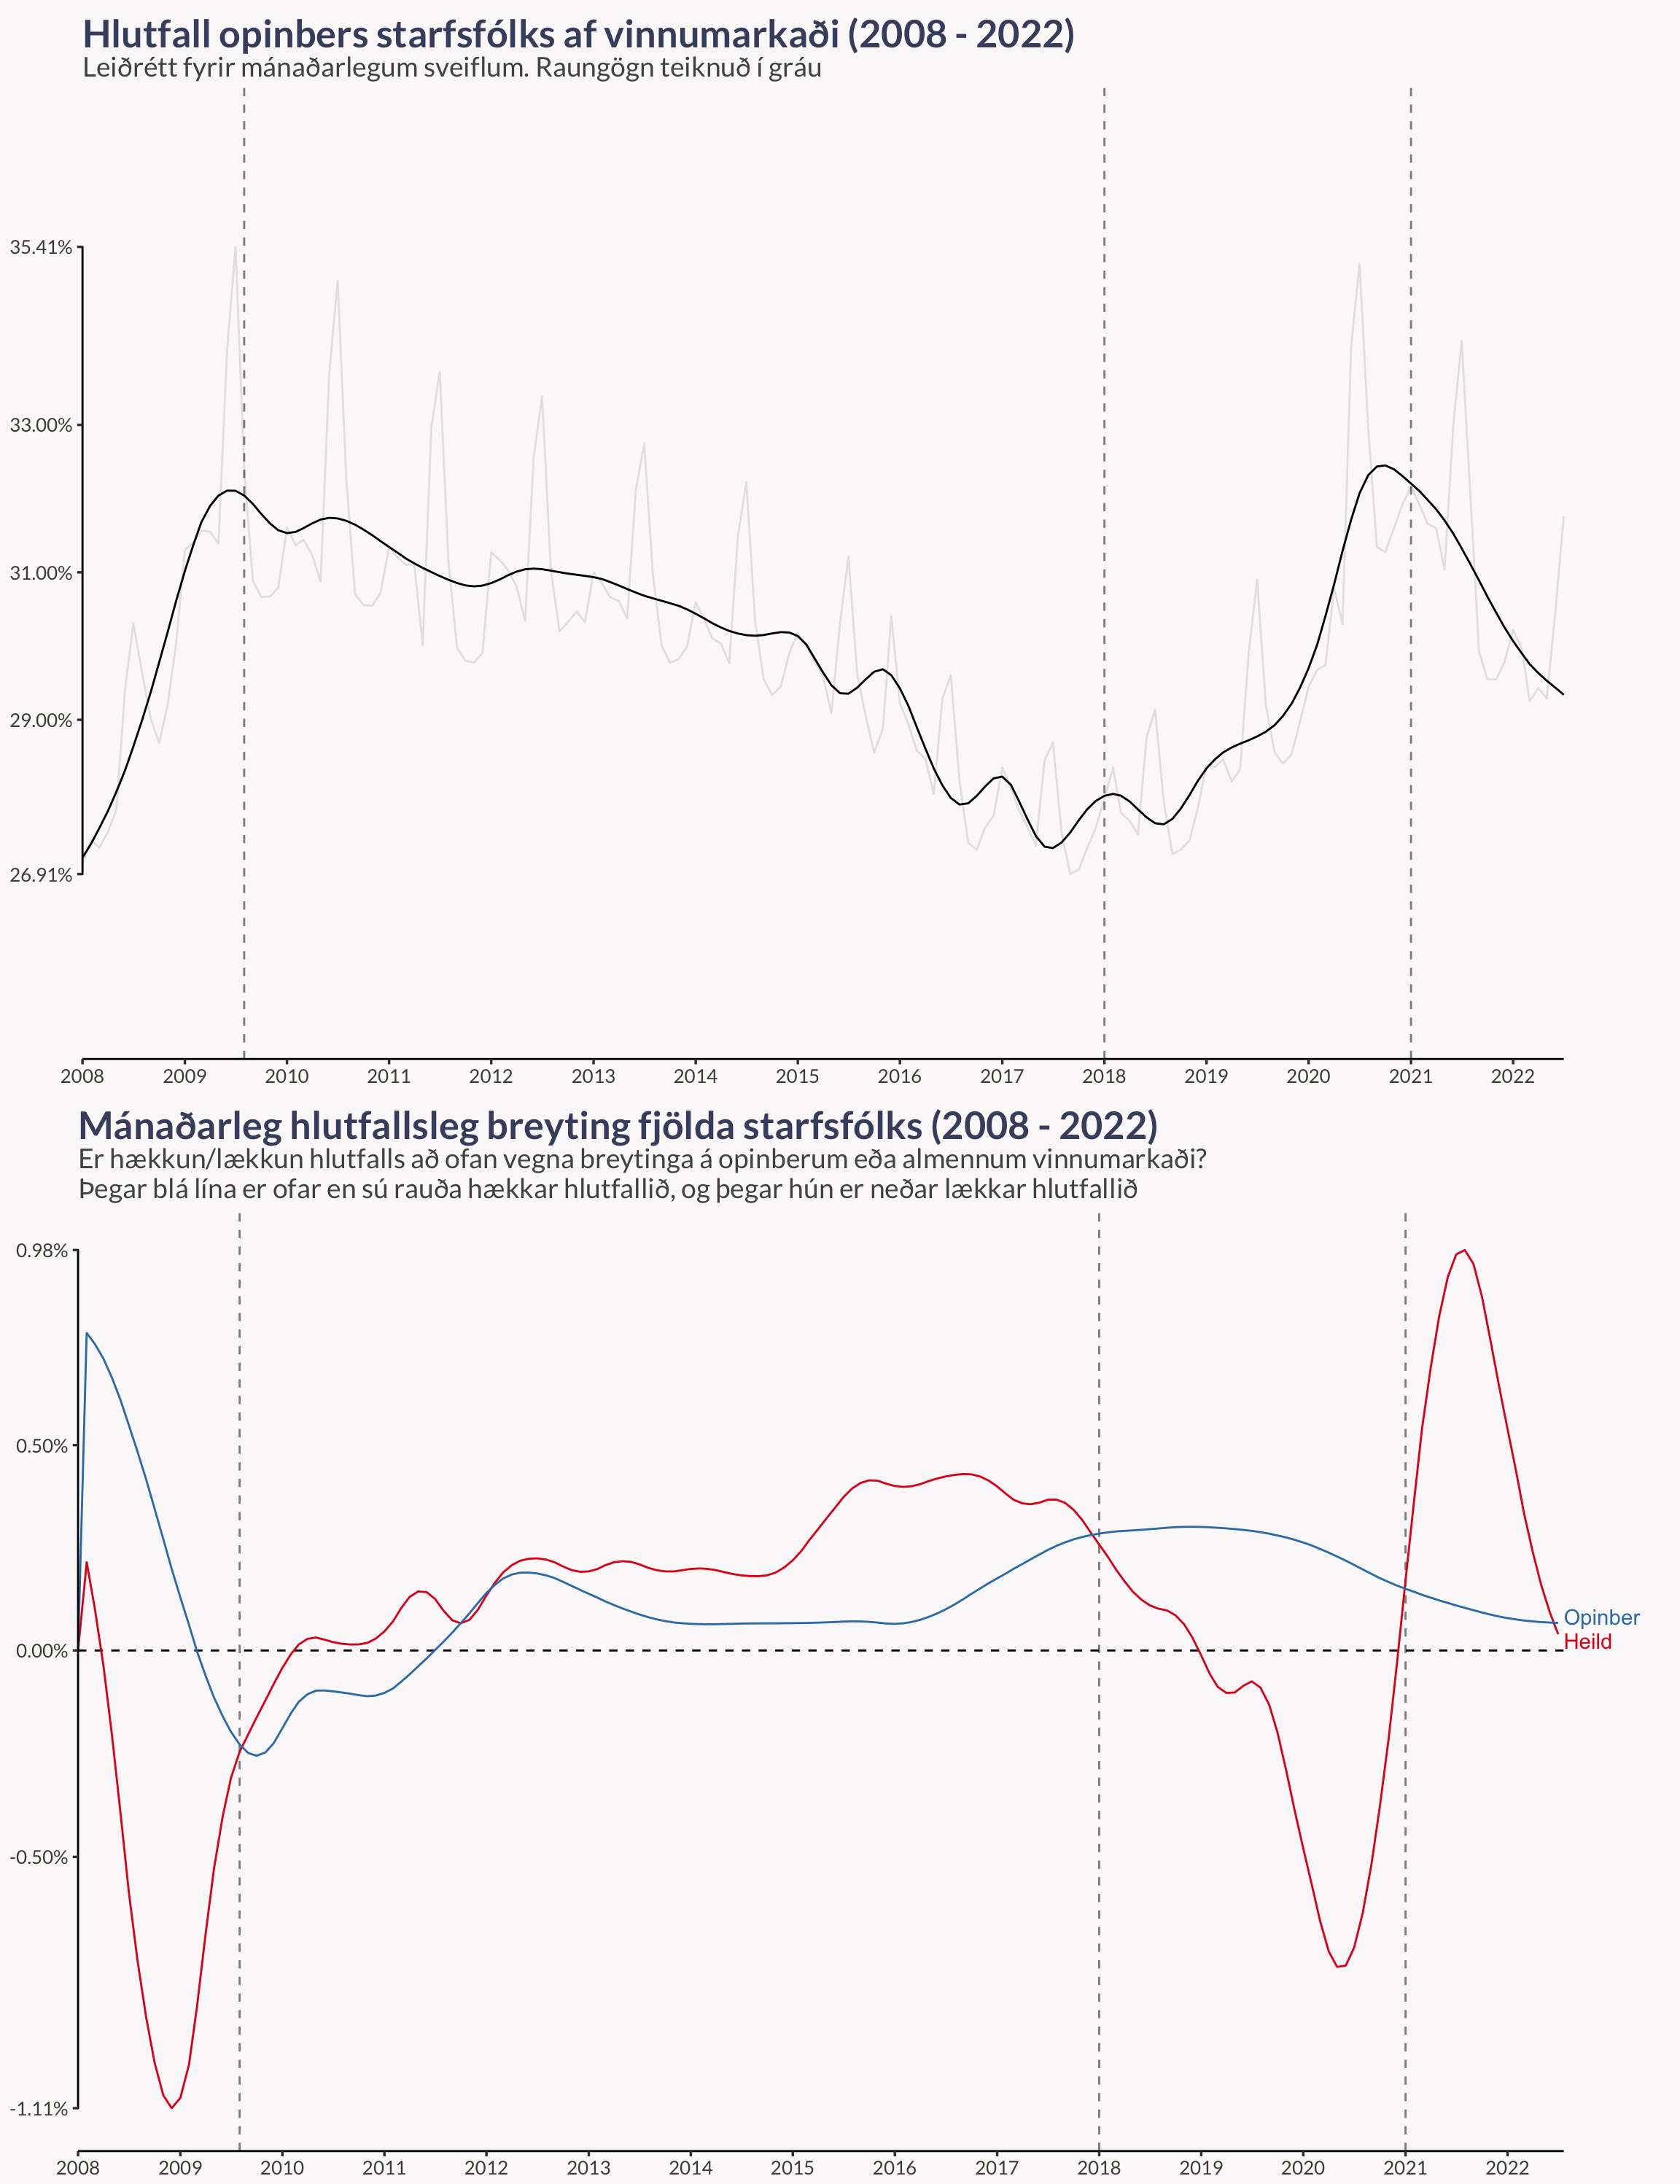 Hlutfall opinbers starfsfólks af vinnumarkaði (2008 - 2022)
Leiðrétt fyrir mánaðarlegum sveiflum. Raungögn teiknuð í gráu
35.41%
33.00%
31.00%
29.00%
26.91%
2008 2009 2010 2011 2012 2013 2014 2015 2016 2017 2018 2019 2020 2021 2022
Mánaðarleg hlutfallsleg breyting fjölda starfsfólks (2008 - 2022)
Er hækkun/lækkun hlutfalls að ofan vegna breytinga á opinberum eða almennum vinnumarkaði?
Þegar blá lína er ofar en sú rauða hækkar hlutfallið, og þegar hún er neðar lækkar hlutfallið
0.98%
0.50%
Opinber
Heild
0.00%
-0.50%
-1.11%
2008 2009 2010 2011 2012 2013 2014 2015 2016 2017 2018 2019 2020 2021 2022